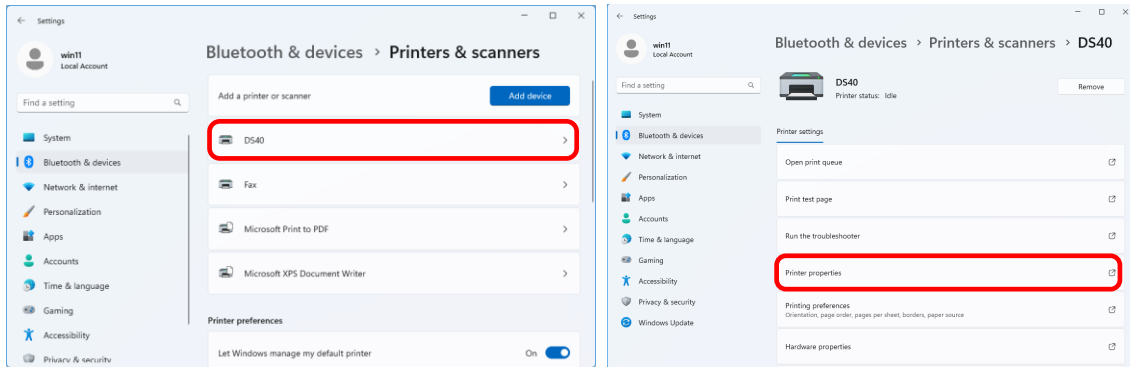 Settings
win11
Local Account
Find a setting
System
Bluetooth & devices
Network & internet
Personalization
Apps
Accounts
Time & language
Gaming
Accessibility
Privacy & security
Bluetooth & devices > Printers & scanners
Add a printer or scanner
Add device
DS40
Fax
Microsoft Print to PDF
Microsoft XPS Document Writer
Printer preferences
Let Windows manage my default printer
On
Settings
win11
Local Account
Find a setting
System
Bluetooth & devices
Network & internet
Personalization
Apps
Accounts
Time & language
Gaming
Accessibility
Privacy & security
Windows Update
Bluetooth & devices > Printers & scanners > DS40
DS40
Printer status: Idle
Remove
Printer settings
Open print queue
Print test page
Run the troubleshooter
Printer properties
Printing preferences
Orientation, page order, pages per sheet, borders, paper source
Hardware properties